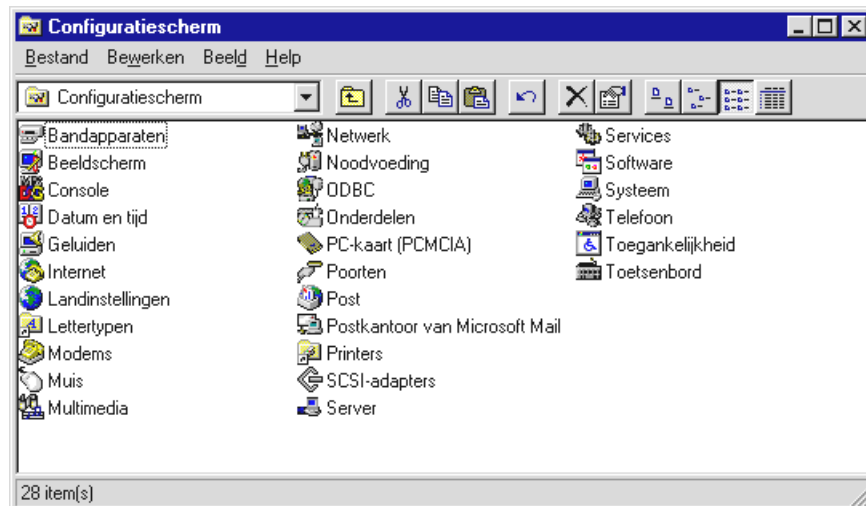 Configuratiescherm
Bestand Bewerken Beeld Help
Configuratiescherm
Bandapparaten
Beeldscherm
Console
Datum en tijd
Geluiden
Internet
Landinstellingen
Lettertypen
Modems
Muis
Multimedia
Netwerk
Noodvoeding
ODBC
Onderdelen
PC-kaart (PCMCIA)
Poorten
Post
Postkantoor van Microsoft Mail
Printers
SCSI-adapters
Server
Services
Software
Systeem
Telefoon
Toegankelijkheid
Toetsenbord
28 item(s)